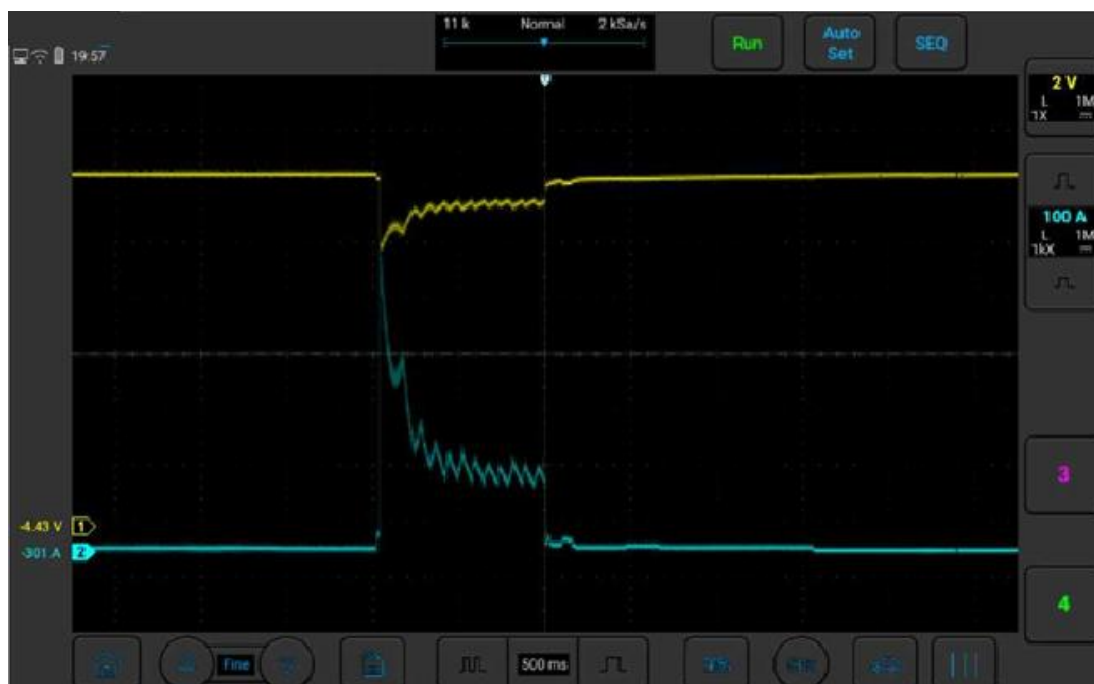 11 k Normal 2 kSa/s
Run
Auto
Set
SEQ
19:57
2 V
L 1M
1X
100 A
L 1M
1kX
-4.43 V 1
-301 A 2
3
4
Fine
500 ms